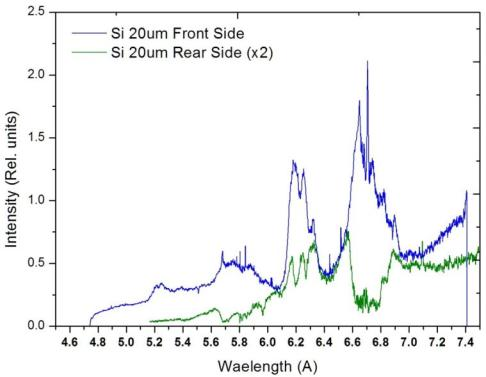 2.5
Si 20um Front Side
Si 20um Rear Side (x2)
2.0
1.5
1.0
0.5
0.0
Intensity (Rel. units)
4.6 4.8 5.0 5.2 5.4 5.6 5.8 6.0 6.2 6.4 6.6 6.8 7.0 7.2 7.4
Waelength (A)